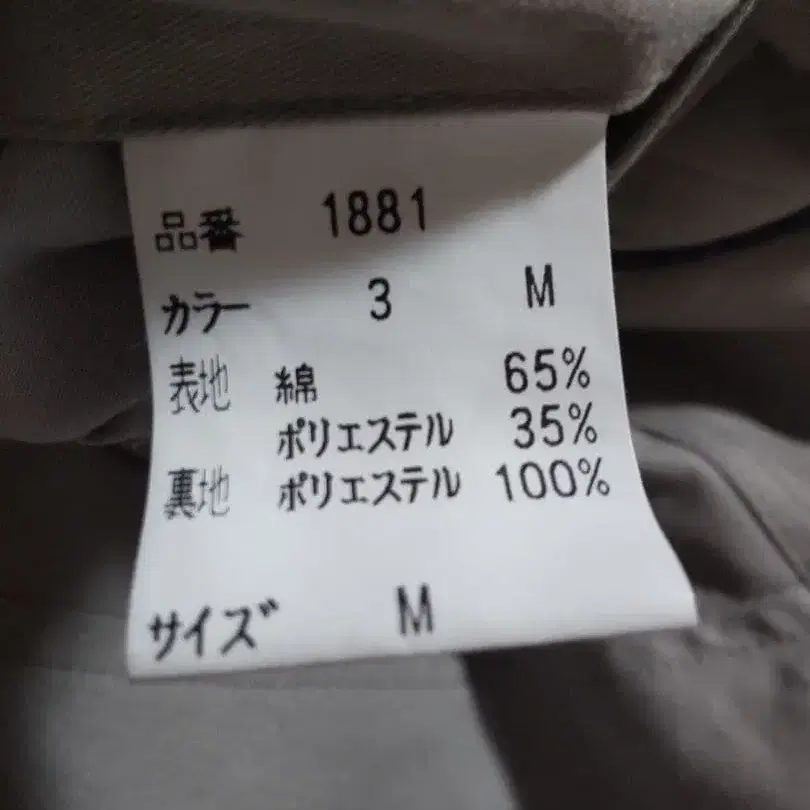 品番 1881
カラー 3 M
表地 綿 65%
ポリエステル 35%
裏地 ポリエステル 100%
サイズ M